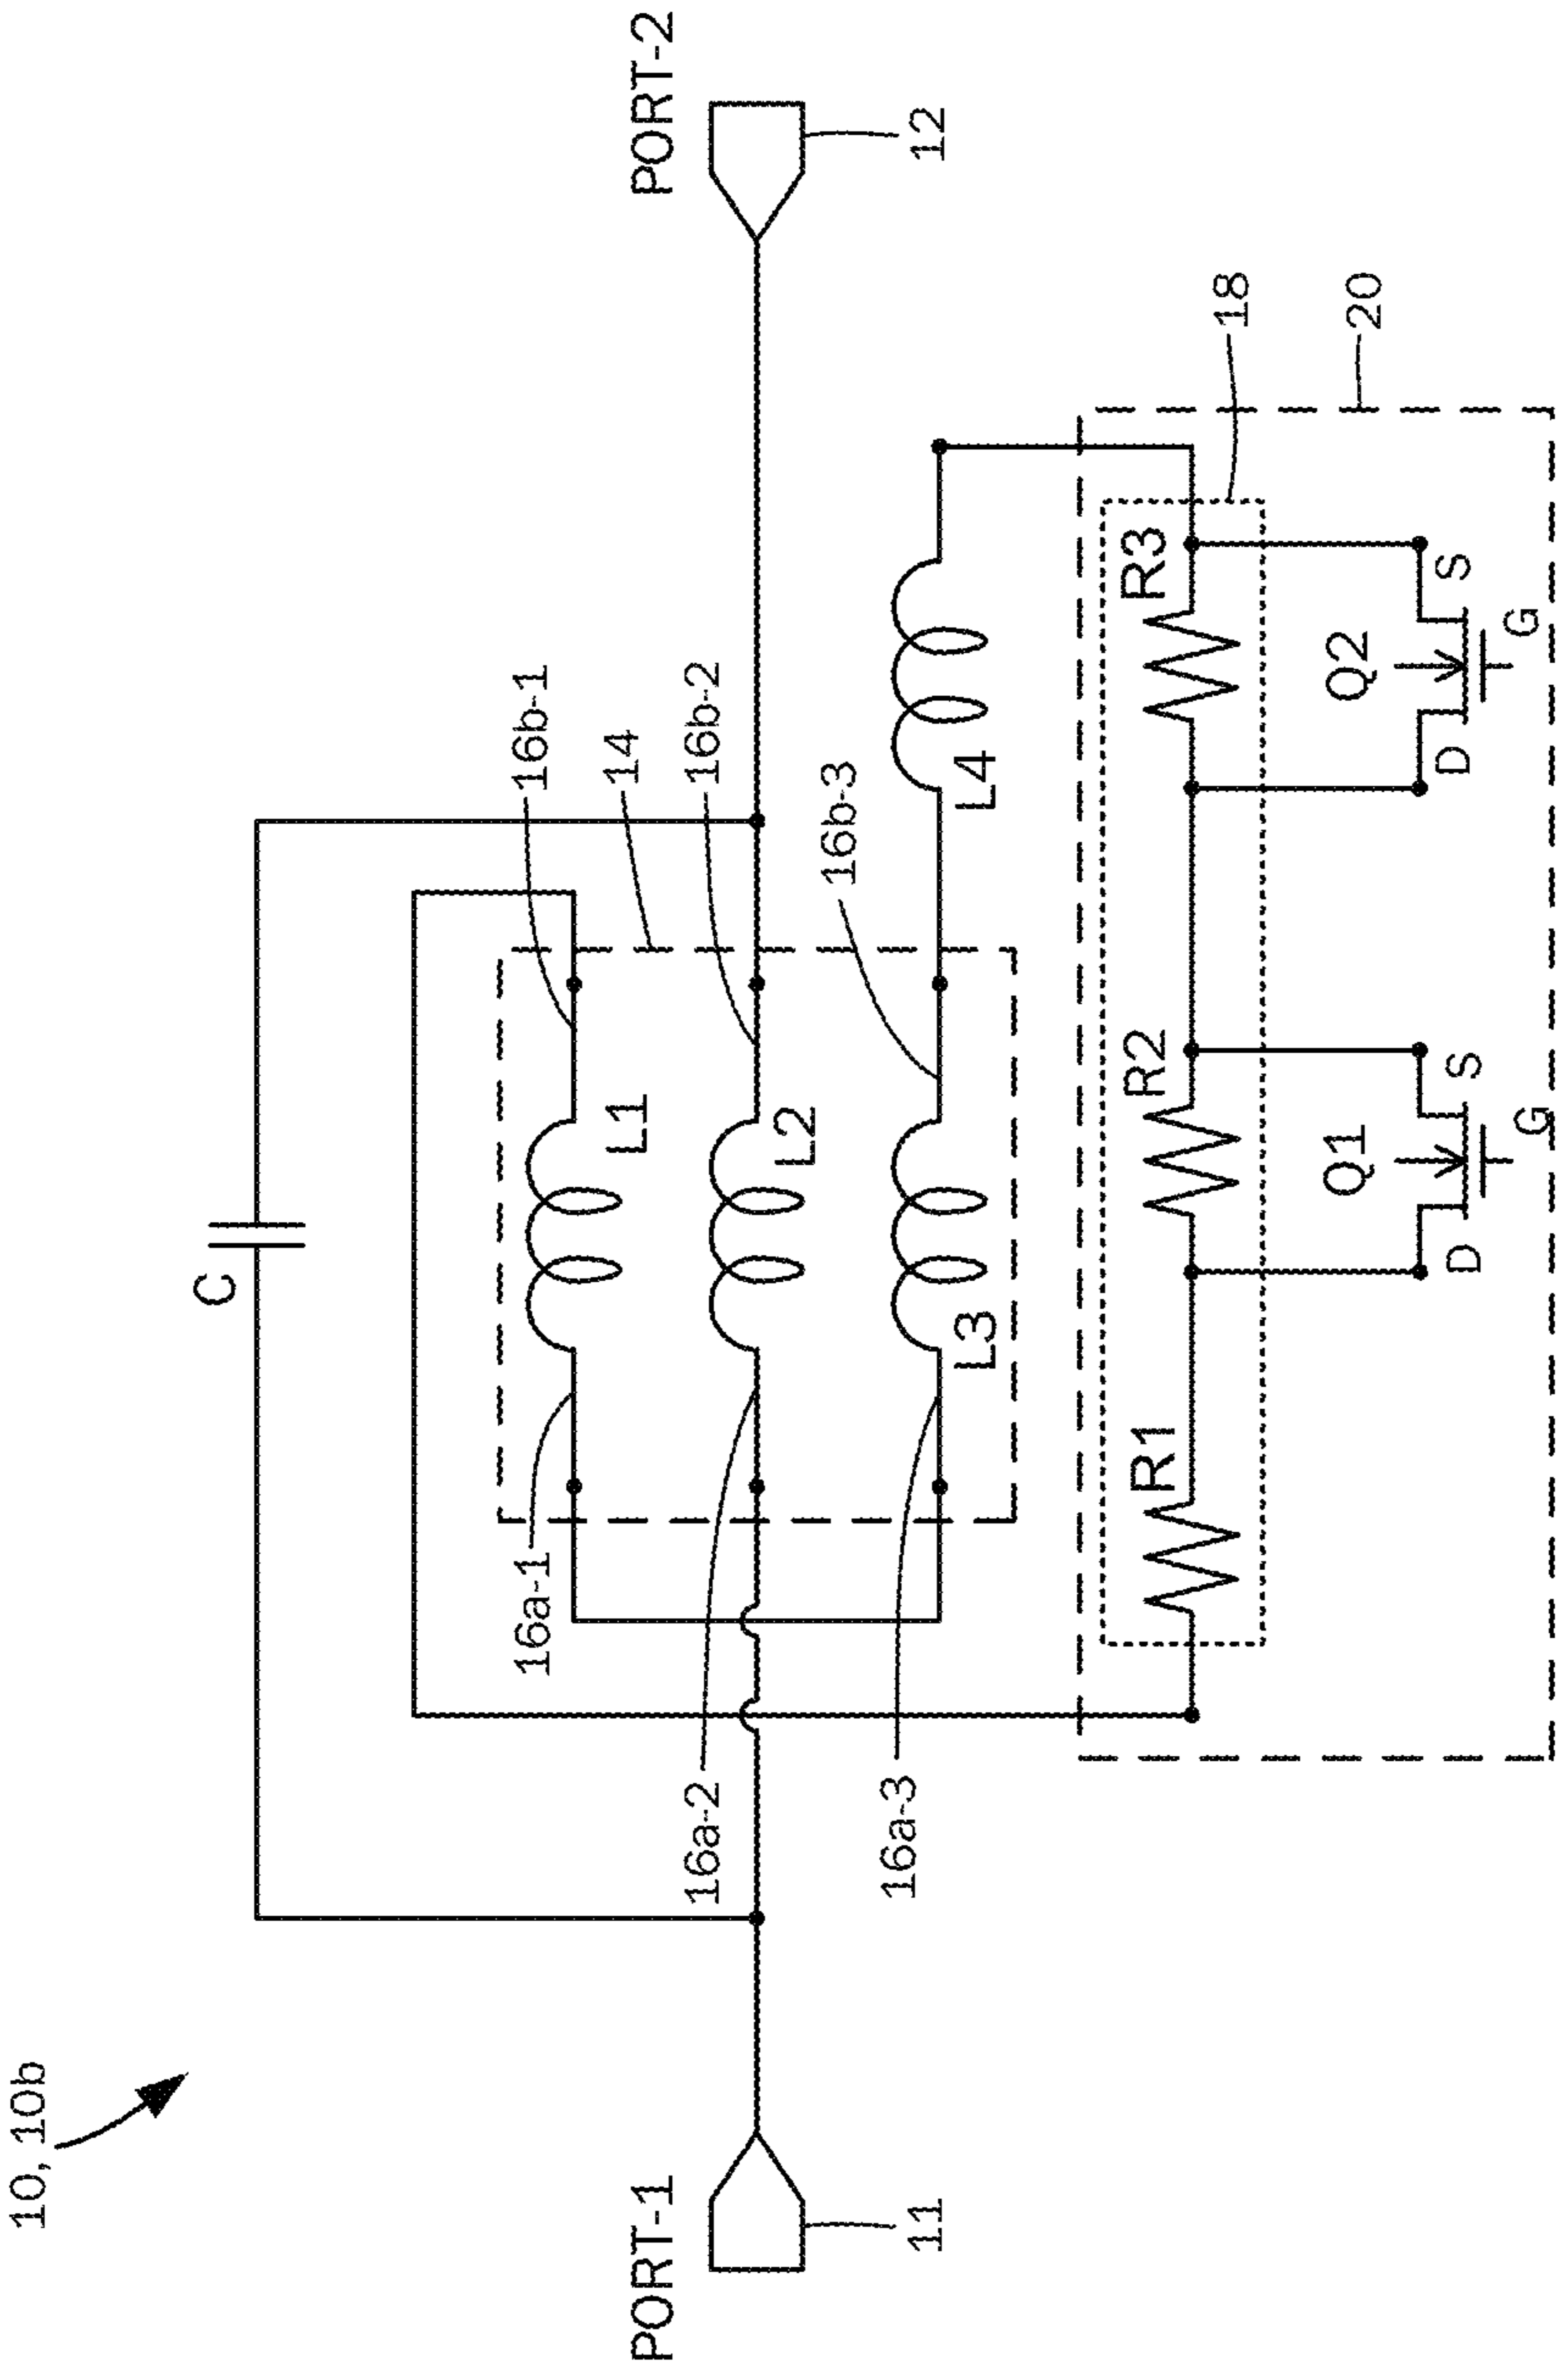 10, 10b
C
PORT-1
11
PORT-2
12
16a-1
16b-1
L1
14
16a-2
16b-2
L2
16a-3
16b-3
L3
L4
18
20
R1
R2
R3
Q1
D
S
G
Q2
D
S
G